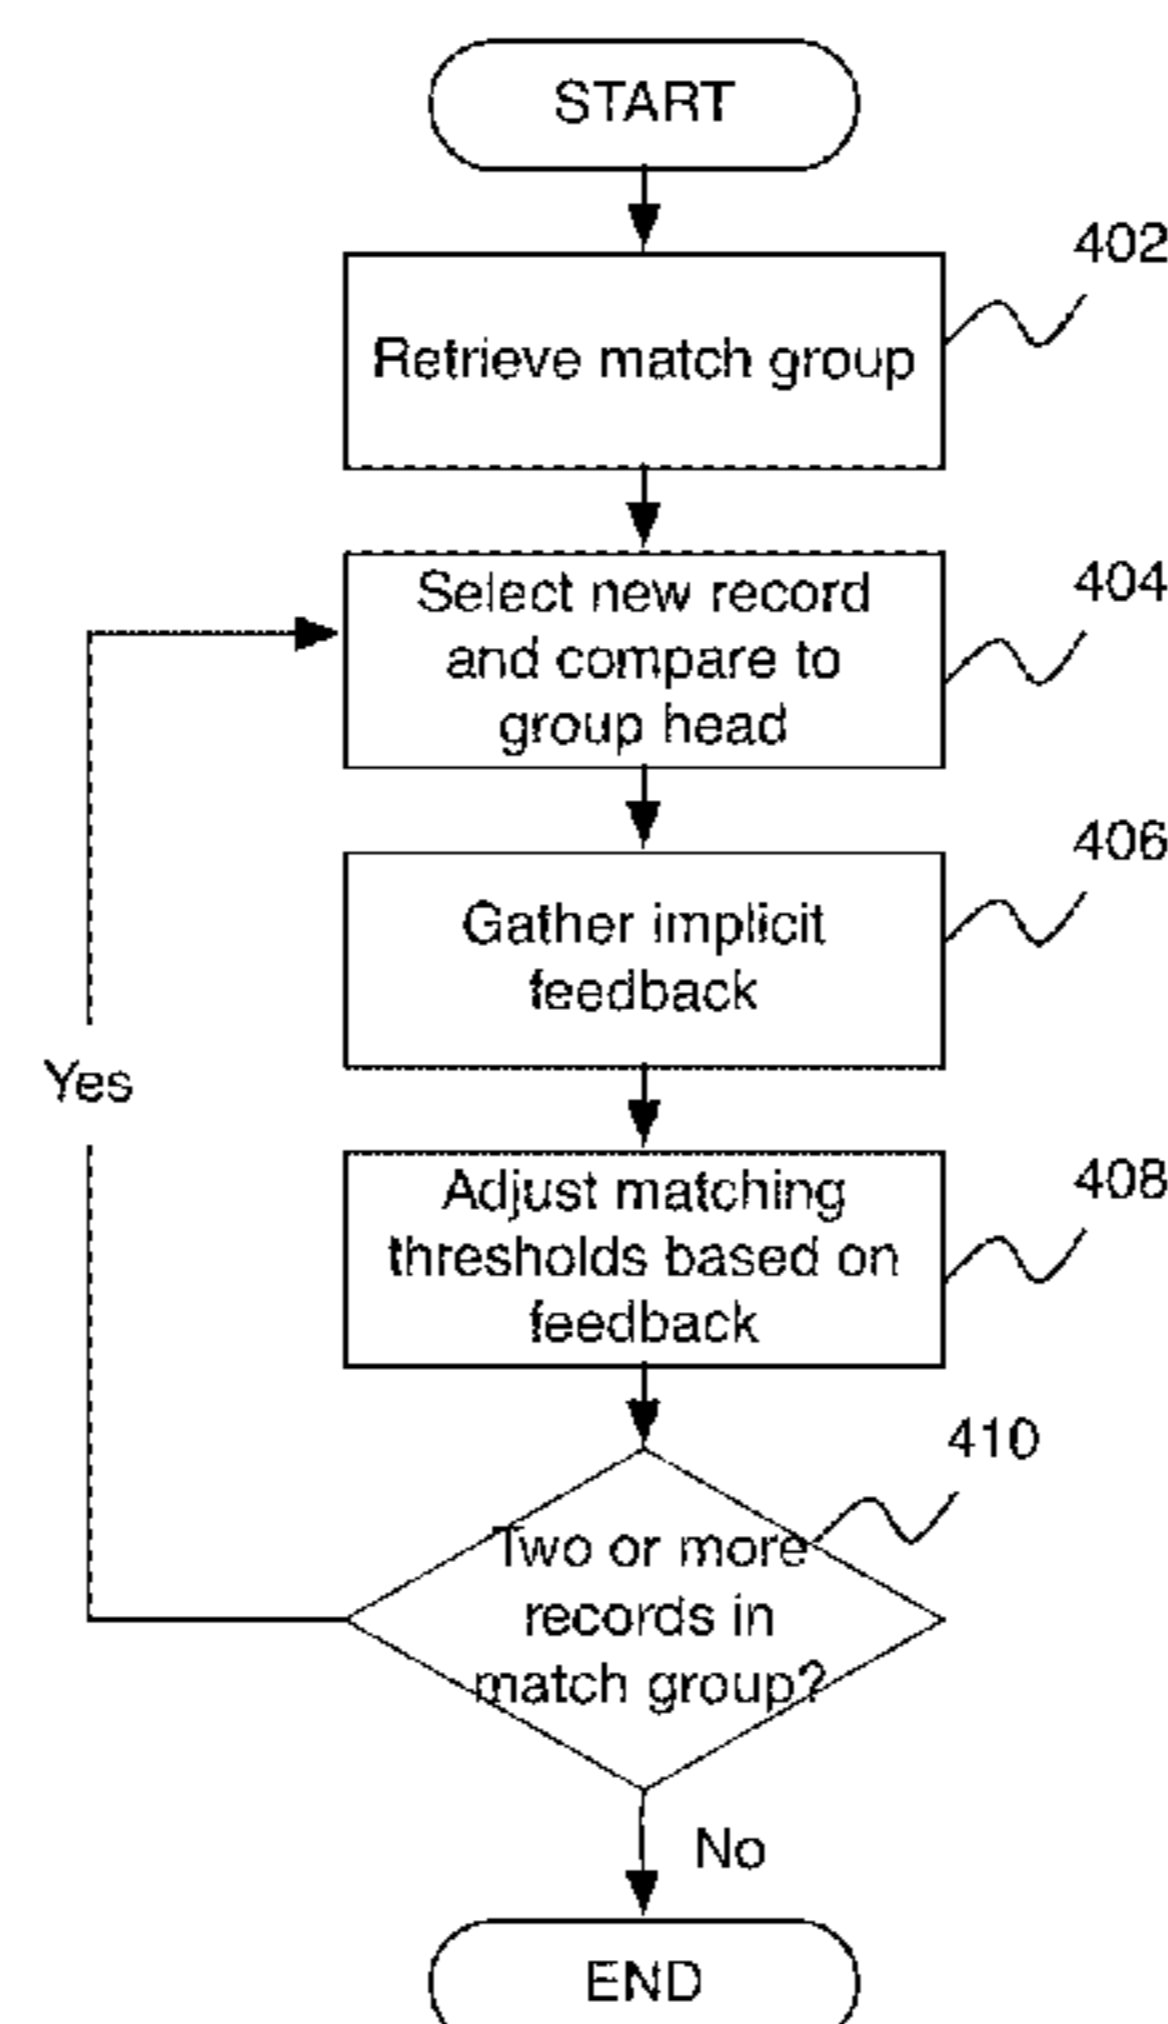 START
402
Retrieve match group
404
Select new record
and compare to
group head
406
Gather implicit
feedback
Yes
408
Adjust matching
thresholds based on
feedback
410
Two or more
records in
match group?
No
END